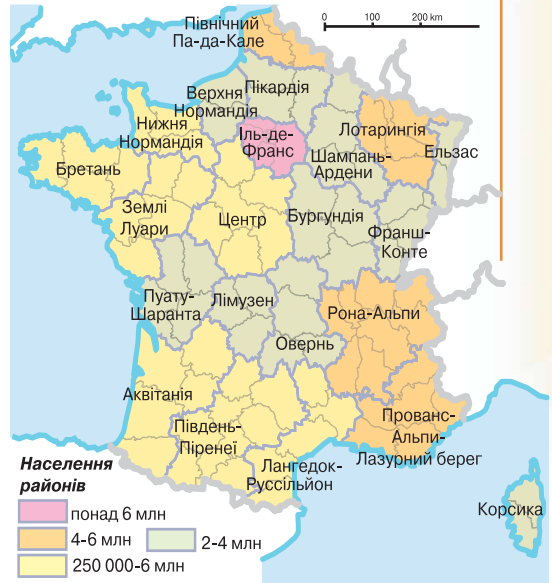 0 100 200 km
Північний
Па-да-Кале
Пікардія
Верхня
Нормандія
Нижня
Нормандія
Іль-де-
Франс
Лотарингія
Шампань-
Ардени
Ельзас
Бретань
Землі
Луари
Центр
Бургундія
Франш-
Конте
Пуату-
Шаранта
Лімузен
Овернь
Рона-Альпи
Аквітанія
Південь-
Піренеї
Прованс-
Альпи-
Лазурний берег
Лангедок-
Руссільйон
Корсика
Населення
районів
понад 6 млн
4-6 млн
2-4 млн
250 000-6 млн